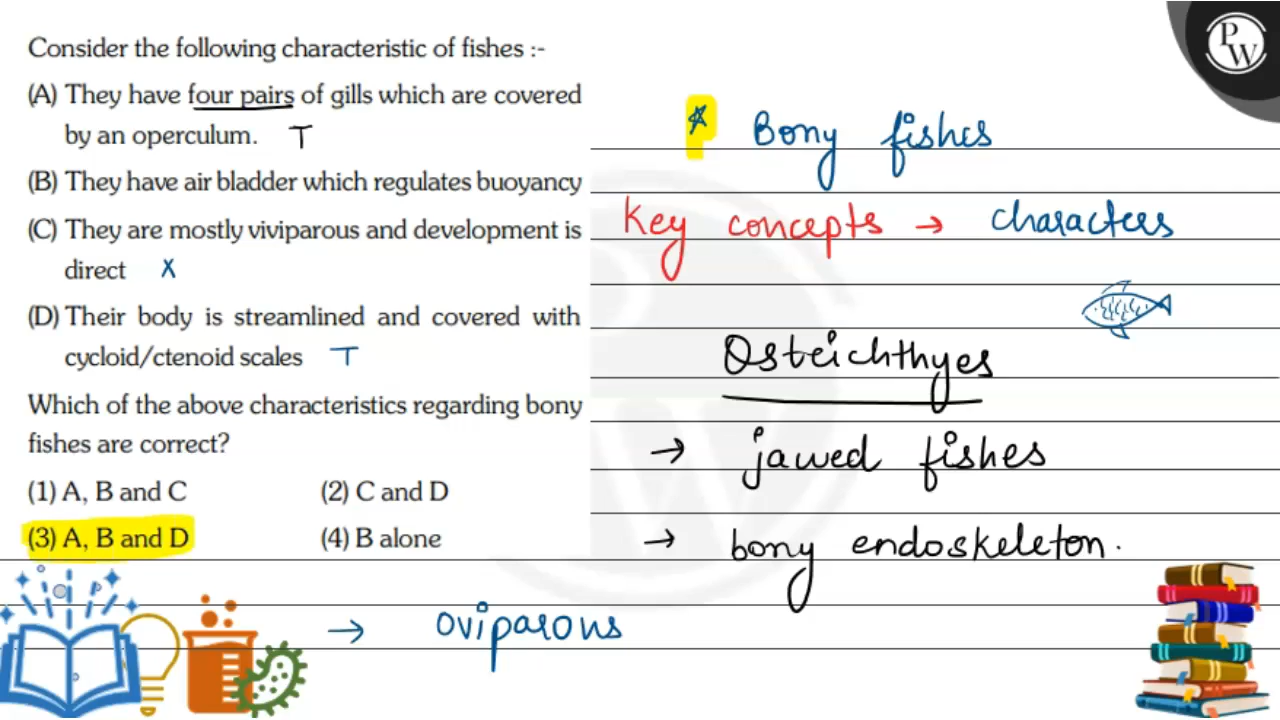 Consider the following characteristic of fishes :-
(A) They have four pairs of gills which are covered
by an operculum. T
(B) They have air bladder which regulates buoyancy
(C) They are mostly viviparous and development is
direct X
(D) Their body is streamlined and covered with
cycloid/ctenoid scales T
Which of the above characteristics regarding bony
fishes are correct?
(1) A, B and C (2) C and D
(3) A, B and D (4) B alone
→ oviparous
P W
* Bony fishes
Key concepts → characters
Osteichthyes
→ jawed fishes
→ bony endoskeleton.